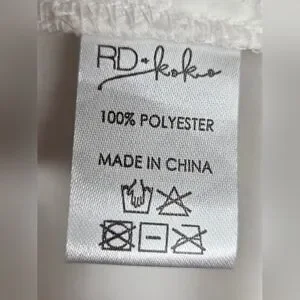 RD+koko
100% POLYESTER
MADE IN CHINA